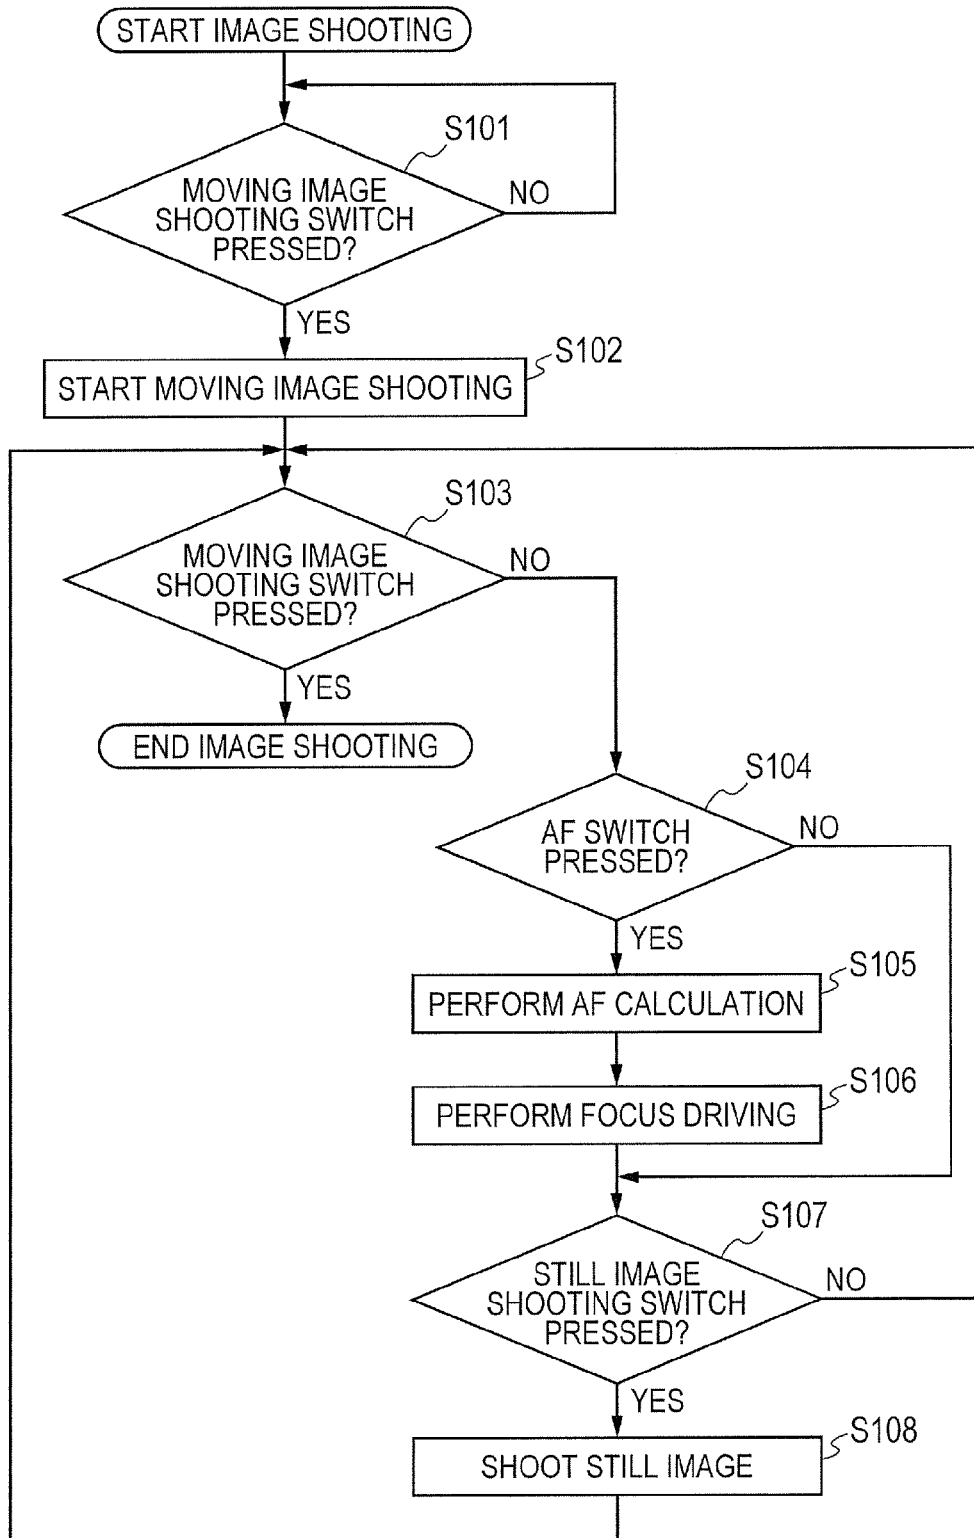 START IMAGE SHOOTING
S101
MOVING IMAGE
SHOOTING SWITCH
PRESSED?
NO
YES
S102
START MOVING IMAGE SHOOTING
S103
MOVING IMAGE
SHOOTING SWITCH
PRESSED?
NO
YES
END IMAGE SHOOTING
S104
AF SWITCH
PRESSED?
NO
YES
S105
PERFORM AF CALCULATION
S106
PERFORM FOCUS DRIVING
S107
STILL IMAGE
SHOOTING SWITCH
PRESSED?
NO
YES
S108
SHOOT STILL IMAGE